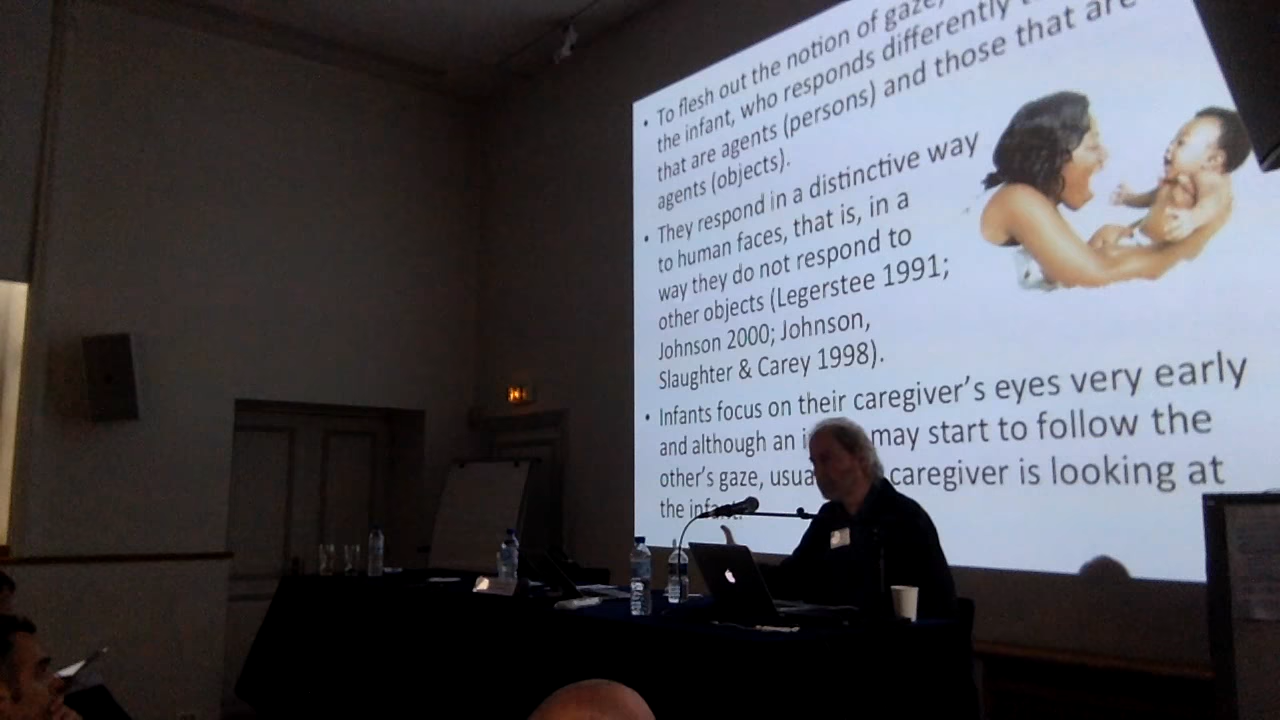 • To flesh out the notion of gaze,
the infant, who responds differently
that are agents (persons) and those that are
agents (objects).
• They respond in a distinctive way
to human faces, that is, in a
way they do not respond to
other objects (Legerstee 1991;
Johnson 2000; Johnson,
Slaughter & Carey 1998).
• Infants focus on their caregiver's eyes very early
and although an may start to follow the
other's gaze, caregiver is looking at
the